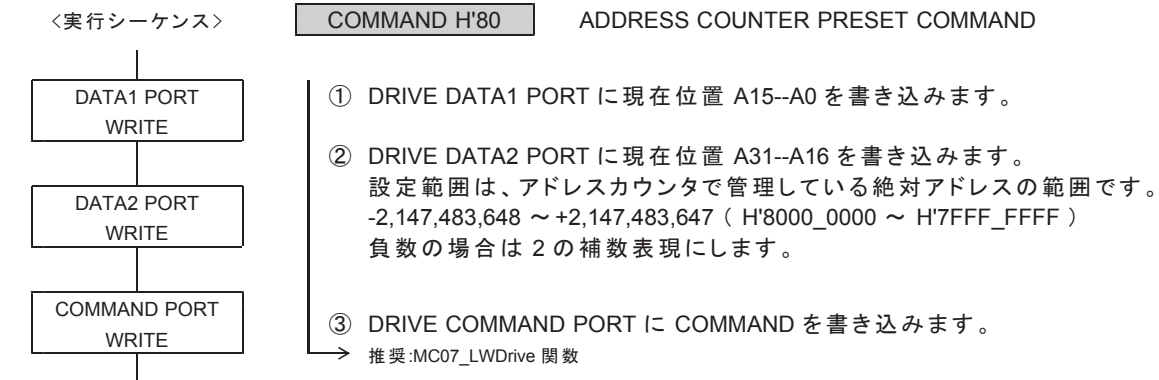 <実行シーケンス>
COMMAND H'80 ADDRESS COUNTER PRESET COMMAND
DATA1 PORT
WRITE
① DRIVE DATA1 PORT に現在位置 A15--A0 を書き込みます。
② DRIVE DATA2 PORT に現在位置 A31--A16 を書き込みます。
設定範囲は、アドレスカウンタで管理している絶対アドレスの範囲です。
-2,147,483,648 ～ +2,147,483,647 ( H'8000_0000 ～ H'7FFF_FFFF )
負数の場合は 2 の補数表現にします。
DATA2 PORT
WRITE
COMMAND PORT
WRITE
③ DRIVE COMMAND PORT に COMMAND を書き込みます。
推奨:MC07_LWDrive 関数